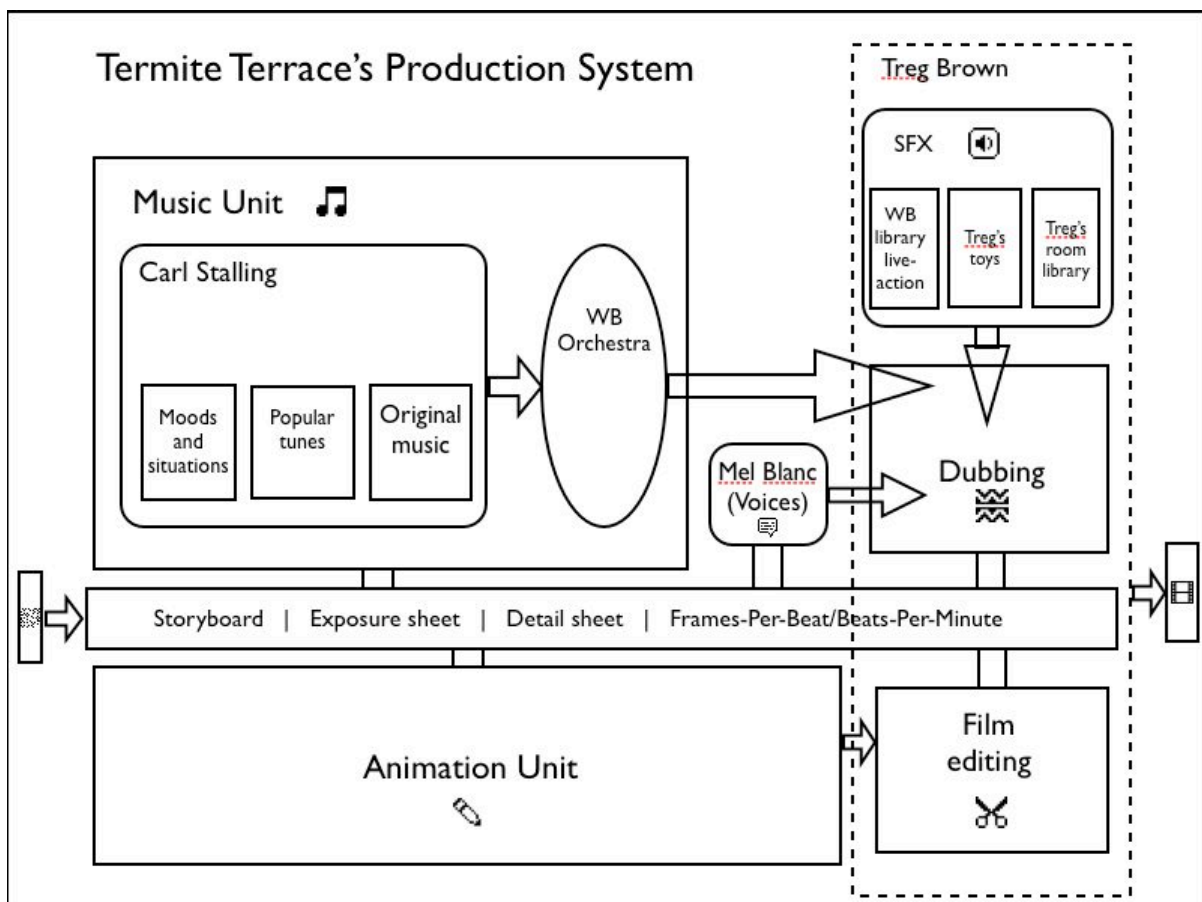 Termite Terrace's Production System
Treg Brown
SFX
WB
library
live-
action
Treg's
toys
Treg's
room
library
Music Unit
Carl Stalling
Moods
and
situations
Popular
tunes
Original
music
WB
Orchestra
Mel Blanc
(Voices)
Dubbing
Storyboard | Exposure sheet | Detail sheet | Frames-Per-Beat/Beats-Per-Minute
Animation Unit
Film
editing